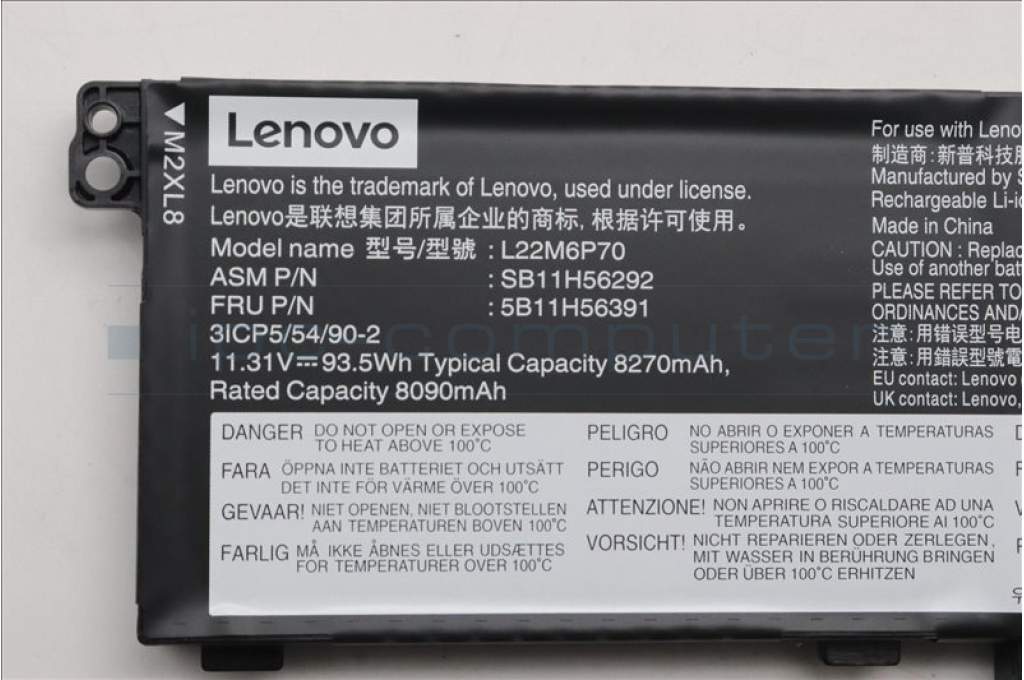 ▼M2XL8
Lenovo
Lenovo is the trademark of Lenovo, used under license.
Lenovo是联想集团所属企业的商标, 根据许可使用。
Model name 型号/型號 : L22M6P70
ASM P/N : SB11H56292
FRU P/N : 5B11H56391
3ICP5/54/90-2
11.31V⎓93.5Wh Typical Capacity 8270mAh,
Rated Capacity 8090mAh
For use with Leno
制造商:新普科技
Manufactured by S
Rechargeable Li-i
Made in China
CAUTION : Replac
Use of another bat
PLEASE REFER TO
ORDINANCES AND/
注意:用错误型号电
注意:用錯誤型號電
EU contact: Lenovo
UK contact: Lenovo,
computer
DANGER DO NOT OPEN OR EXPOSE
TO HEAT ABOVE 100°C
FARA ÖPPNA INTE BATTERIET OCH UTSÄTT
DET INTE FÖR VÄRME ÖVER 100°C
GEVAAR! NIET OPENEN, NIET BLOOTSTELLEN
AAN TEMPERATUREN BOVEN 100°C
FARLIG MÅ IKKE ÅBNES ELLER UDSÆTTES
FOR TEMPERATURER OVER 100°C
PELIGRO NO ABRIR O EXPONER A TEMPERATURAS
SUPERIORES A 100°C
PERIGO NÃO ABRIR NEM EXPOR A TEMPERATURAS
SUPERIORES A 100°C
ATTENZIONE! NON APRIRE O RISCALDARE AD UNA
TEMPERATURA SUPERIORE AI 100°C
VORSICHT! NICHT REPARIEREN ODER ZERLEGEN,
MIT WASSER IN BERÜHRUNG BRINGEN
ODER ÜBER 100°C ERHITZEN